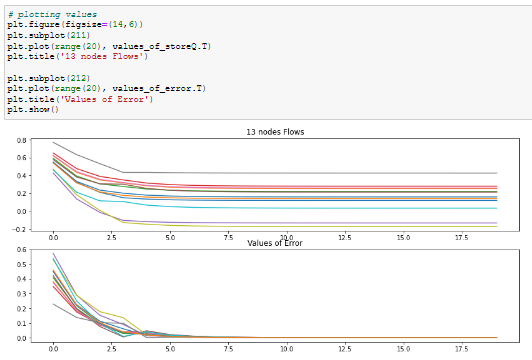 # plotting values
plt.figure(figsize=(14,6))
plt.subplot(211)
plt.plot(range(20), values_of_storeQ.T)
plt.title('13 nodes Flows')
plt.subplot(212)
plt.plot(range(20), values_of_error.T)
plt.title('Values of Error')
plt.show()
13 nodes Flows
0.8
0.6
0.4
0.2
0.0
−0.2
0.0 2.5 5.0 7.5 10.0 12.5 15.0 17.5
Values of Error
0.6
0.5
0.4
0.3
0.2
0.1
0.0
0.0 2.5 5.0 7.5 10.0 12.5 15.0 17.5